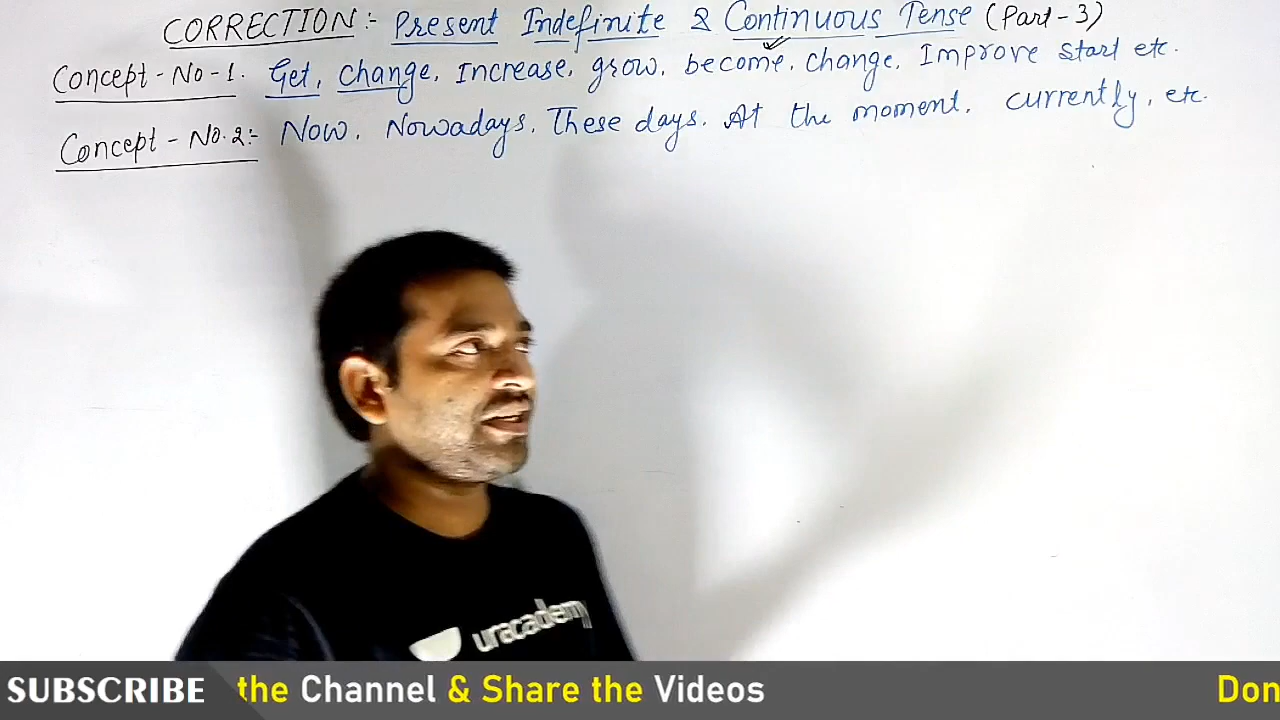 CORRECTION:- Present Indefinite & Continuous Tense (Part-3)
Concept-No-1. Get, change, Increase, grow, become, change, Improve start etc.
Concept-No.2:- Now, Nowadays, These days, At the moment, currently, etc.
uracademy
SUBSCRIBE the Channel & Share the Videos Don